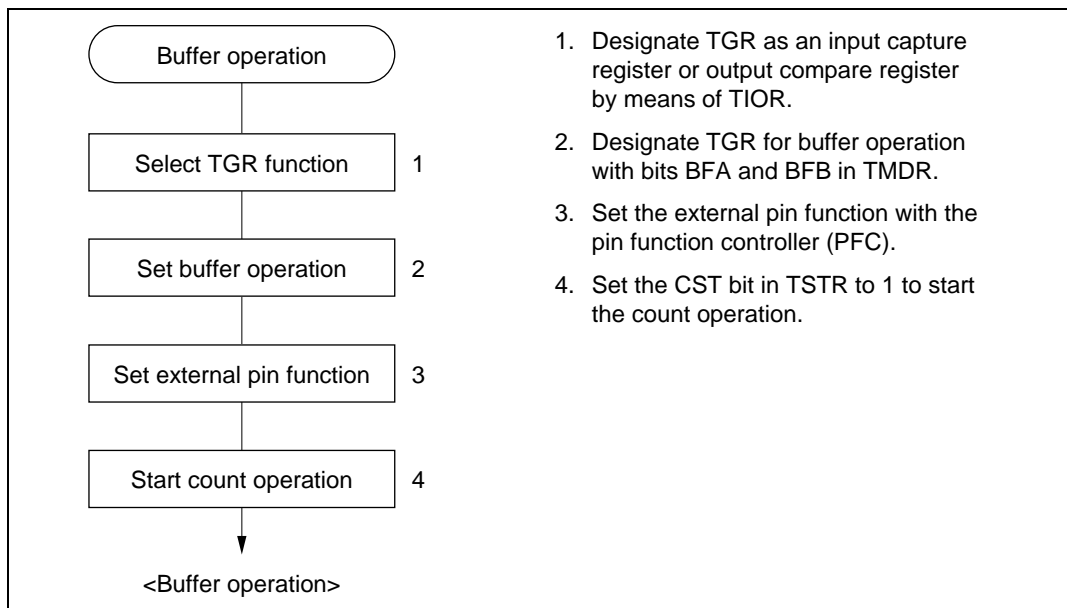 Buffer operation
Select TGR function 1
Set buffer operation 2
Set external pin function 3
Start count operation 4
<Buffer operation>
1. Designate TGR as an input capture
register or output compare register
by means of TIOR.
2. Designate TGR for buffer operation
with bits BFA and BFB in TMDR.
3. Set the external pin function with the
pin function controller (PFC).
4. Set the CST bit in TSTR to 1 to start
the count operation.